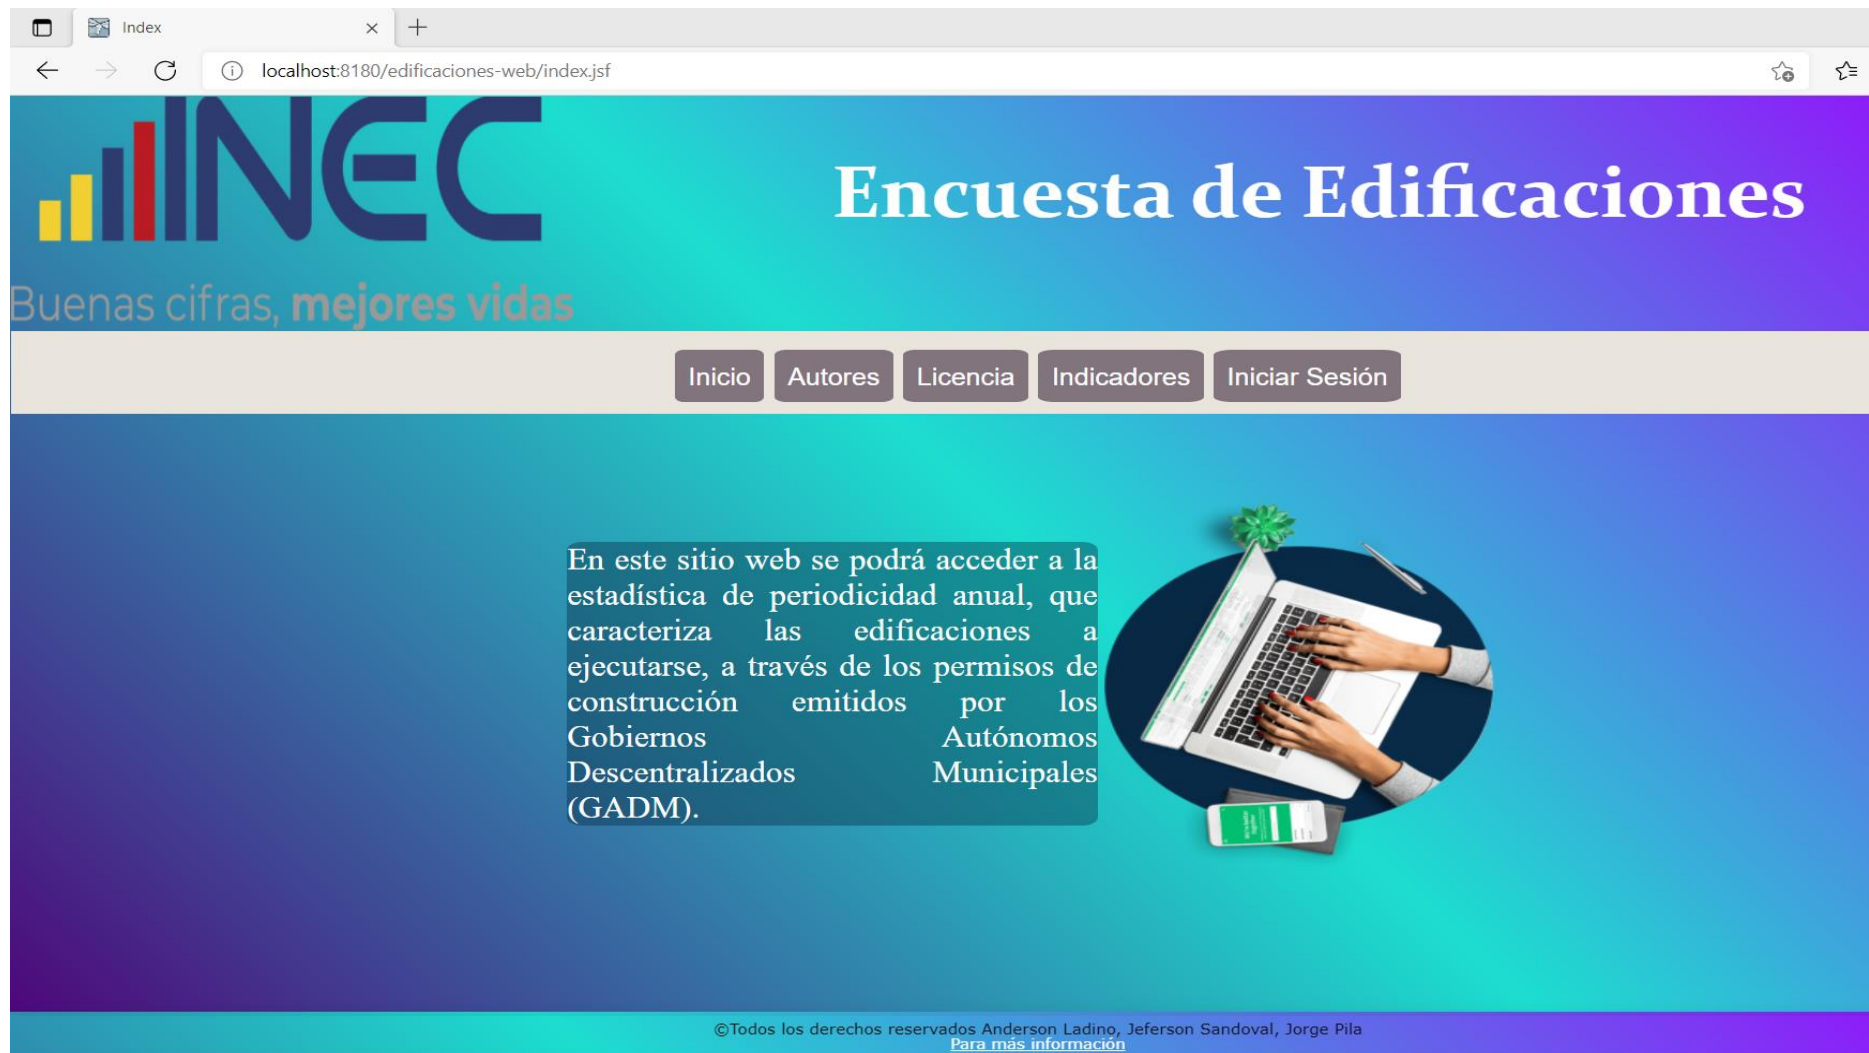 Index
localhost:8180/edificaciones-web/index.jsf
INEC
Buenas cifras, mejores vidas
Encuesta de Edificaciones
Inicio
Autores
Licencia
Indicadores
Iniciar Sesión
En este sitio web se podrá acceder a la
estadística de periodicidad anual, que
caracteriza las edificaciones a
ejecutarse, a través de los permisos de
construcción emitidos por los
Gobiernos Autónomos
Descentralizados Municipales
(GADM).
©Todos los derechos reservados Anderson Ladino, Jeferson Sandoval, Jorge Pila
Para más información